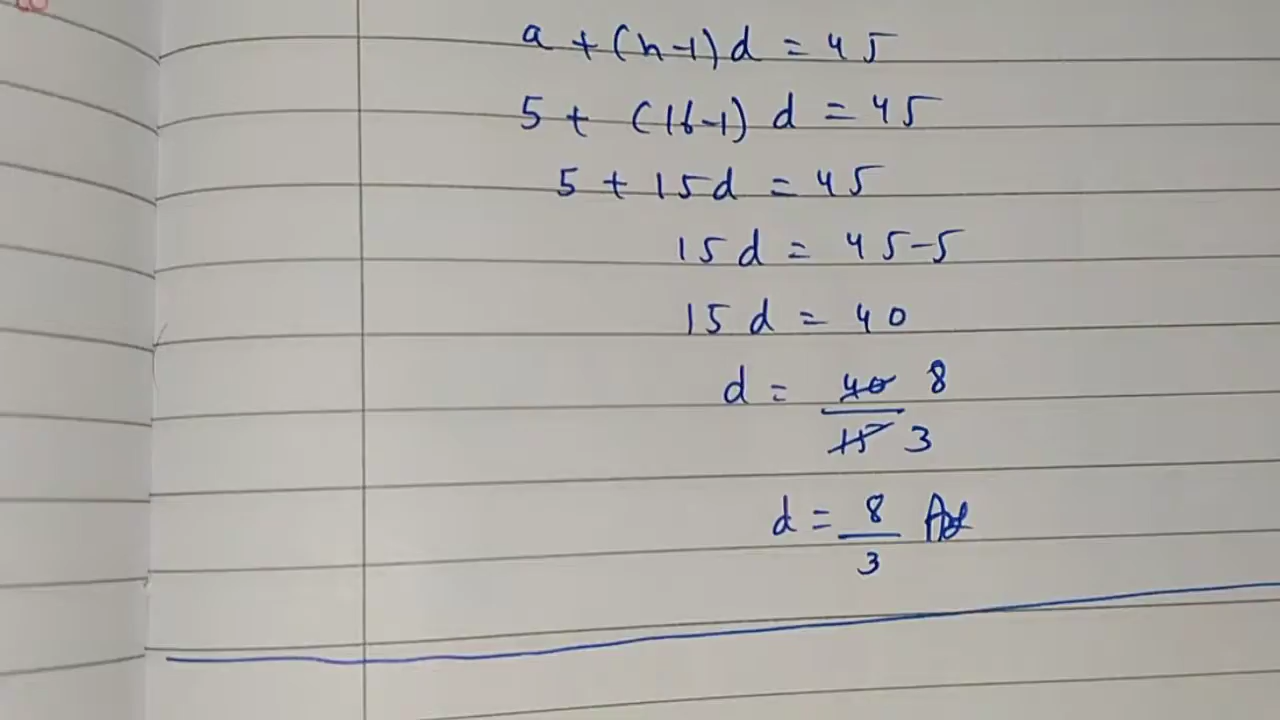 a + (n-1)d = 45
5 + (16-1) d = 45
5 + 15d = 45
15d = 45-5
15d = 40
d = 40/15 8/3
d = 8/3